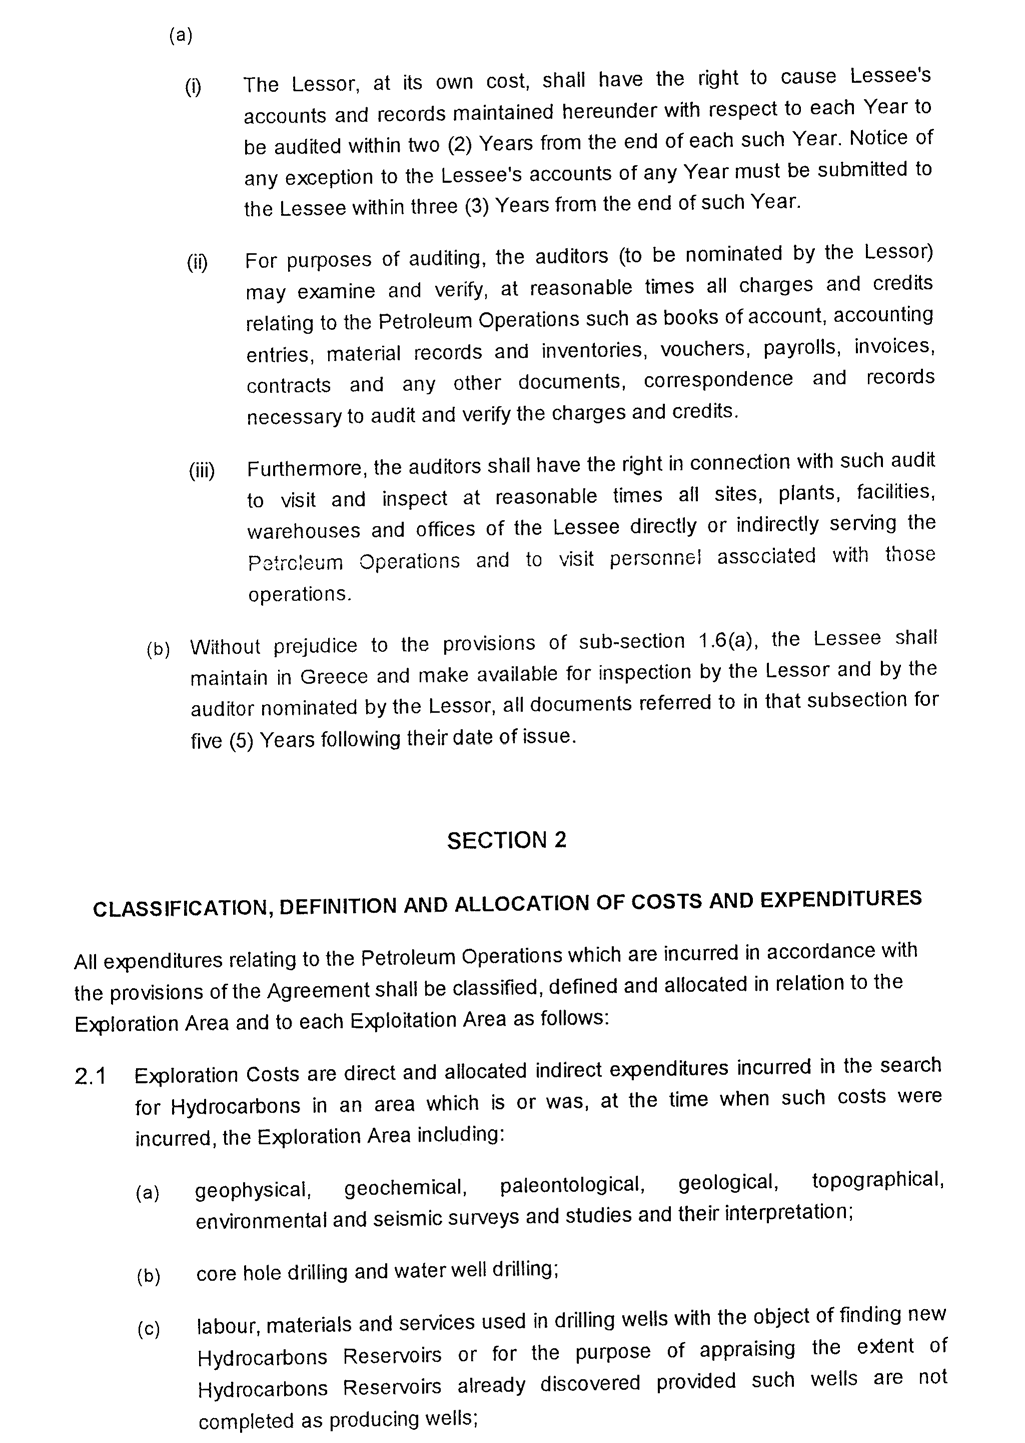 (a)
(i) The Lessor, at its own cost, shall have the right to cause Lessee's
accounts and records maintained hereunder with respect to each Year to
be audited within two (2) Years from the end of each such Year. Notice of
any exception to the Lessee's accounts of any Year must be submitted to
the Lessee within three (3) Years from the end of such Year.
(ii) For purposes of auditing, the auditors (to be nominated by the Lessor)
may examine and verify, at reasonable times all charges and credits
relating to the Petroleum Operations such as books of account, accounting
entries, material records and inventories, vouchers, payrolls, invoices,
contracts and any other documents, correspondence and records
necessary to audit and verify the charges and credits.
(iii) Furthermore, the auditors shall have the right in connection with such audit
to visit and inspect at reasonable times all sites, plants, facilities,
warehouses and offices of the Lessee directly or indirectly serving the
Petroleum Operations and to visit personnel associated with those
operations.
(b) Without prejudice to the provisions of sub-section 1.6(a), the Lessee shall
maintain in Greece and make available for inspection by the Lessor and by the
auditor nominated by the Lessor, all documents referred to in that subsection for
five (5) Years following their date of issue.
SECTION 2
CLASSIFICATION, DEFINITION AND ALLOCATION OF COSTS AND EXPENDITURES
All expenditures relating to the Petroleum Operations which are incurred in accordance with
the provisions of the Agreement shall be classified, defined and allocated in relation to the
Exploration Area and to each Exploitation Area as follows:
2.1 Exploration Costs are direct and allocated indirect expenditures incurred in the search
for Hydrocarbons in an area which is or was, at the time when such costs were
incurred, the Exploration Area including:
(a) geophysical, geochemical, paleontological, geological, topographical,
environmental and seismic surveys and studies and their interpretation;
(b) core hole drilling and water well drilling;
(c) labour, materials and services used in drilling wells with the object of finding new
Hydrocarbons Reservoirs or for the purpose of appraising the extent of
Hydrocarbons Reservoirs already discovered provided such wells are not
completed as producing wells;